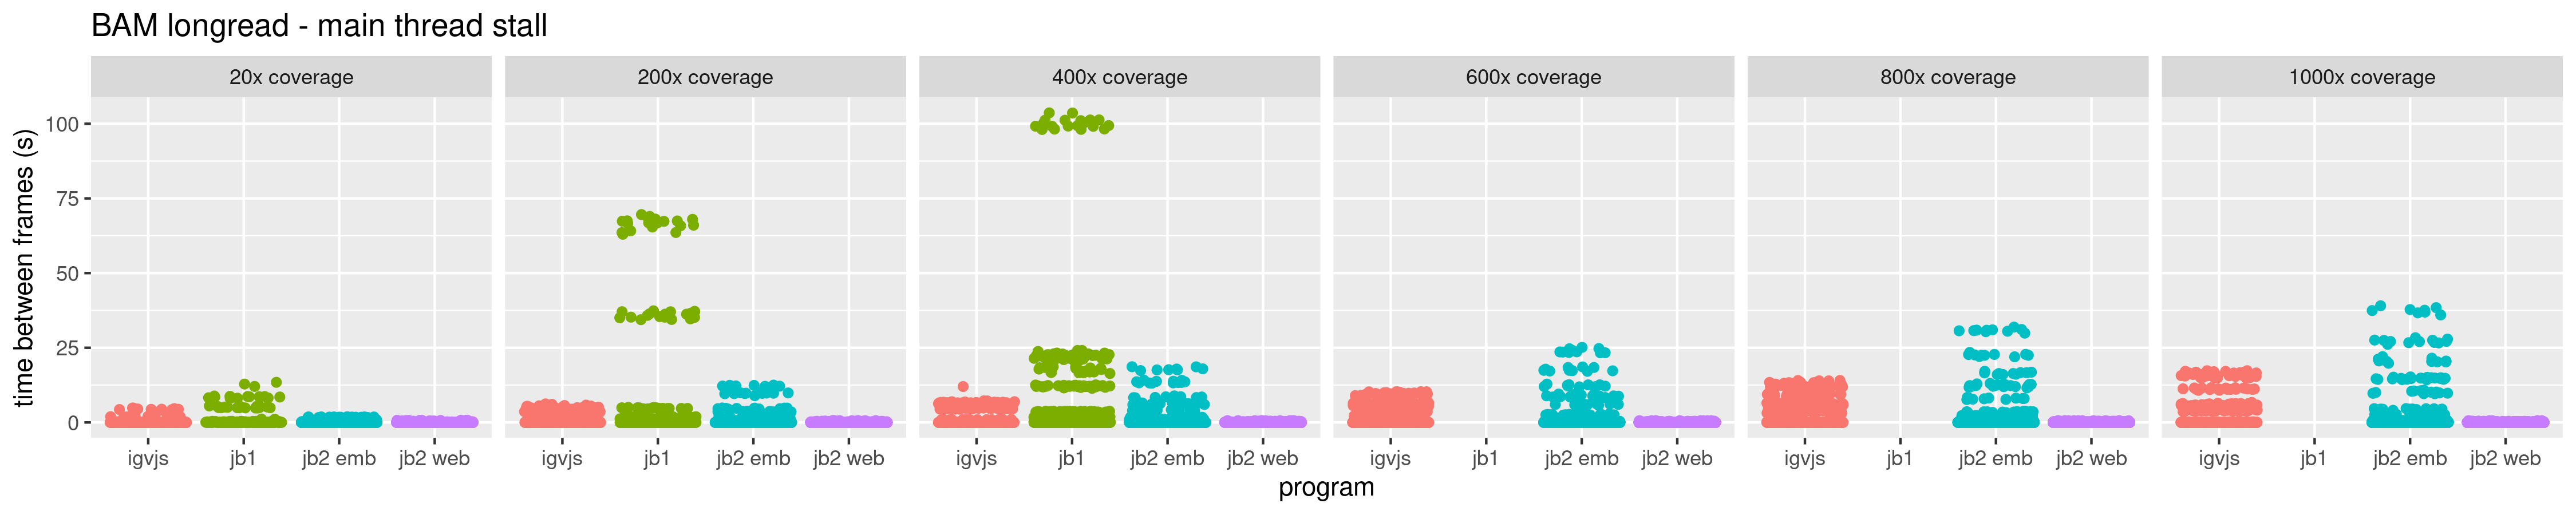 BAM longread - main thread stall
20x coverage 200x coverage 400x coverage 600x coverage 800x coverage 1000x coverage
time between frames (s)
100
75
50
25
0
igvjs jb1 jb2 emb jb2 web igvjs jb1 jb2 emb jb2 web igvjs jb1 jb2 emb jb2 web igvjs jb1 jb2 emb jb2 web igvjs jb1 jb2 emb jb2 web igvjs jb1 jb2 emb jb2 web
program